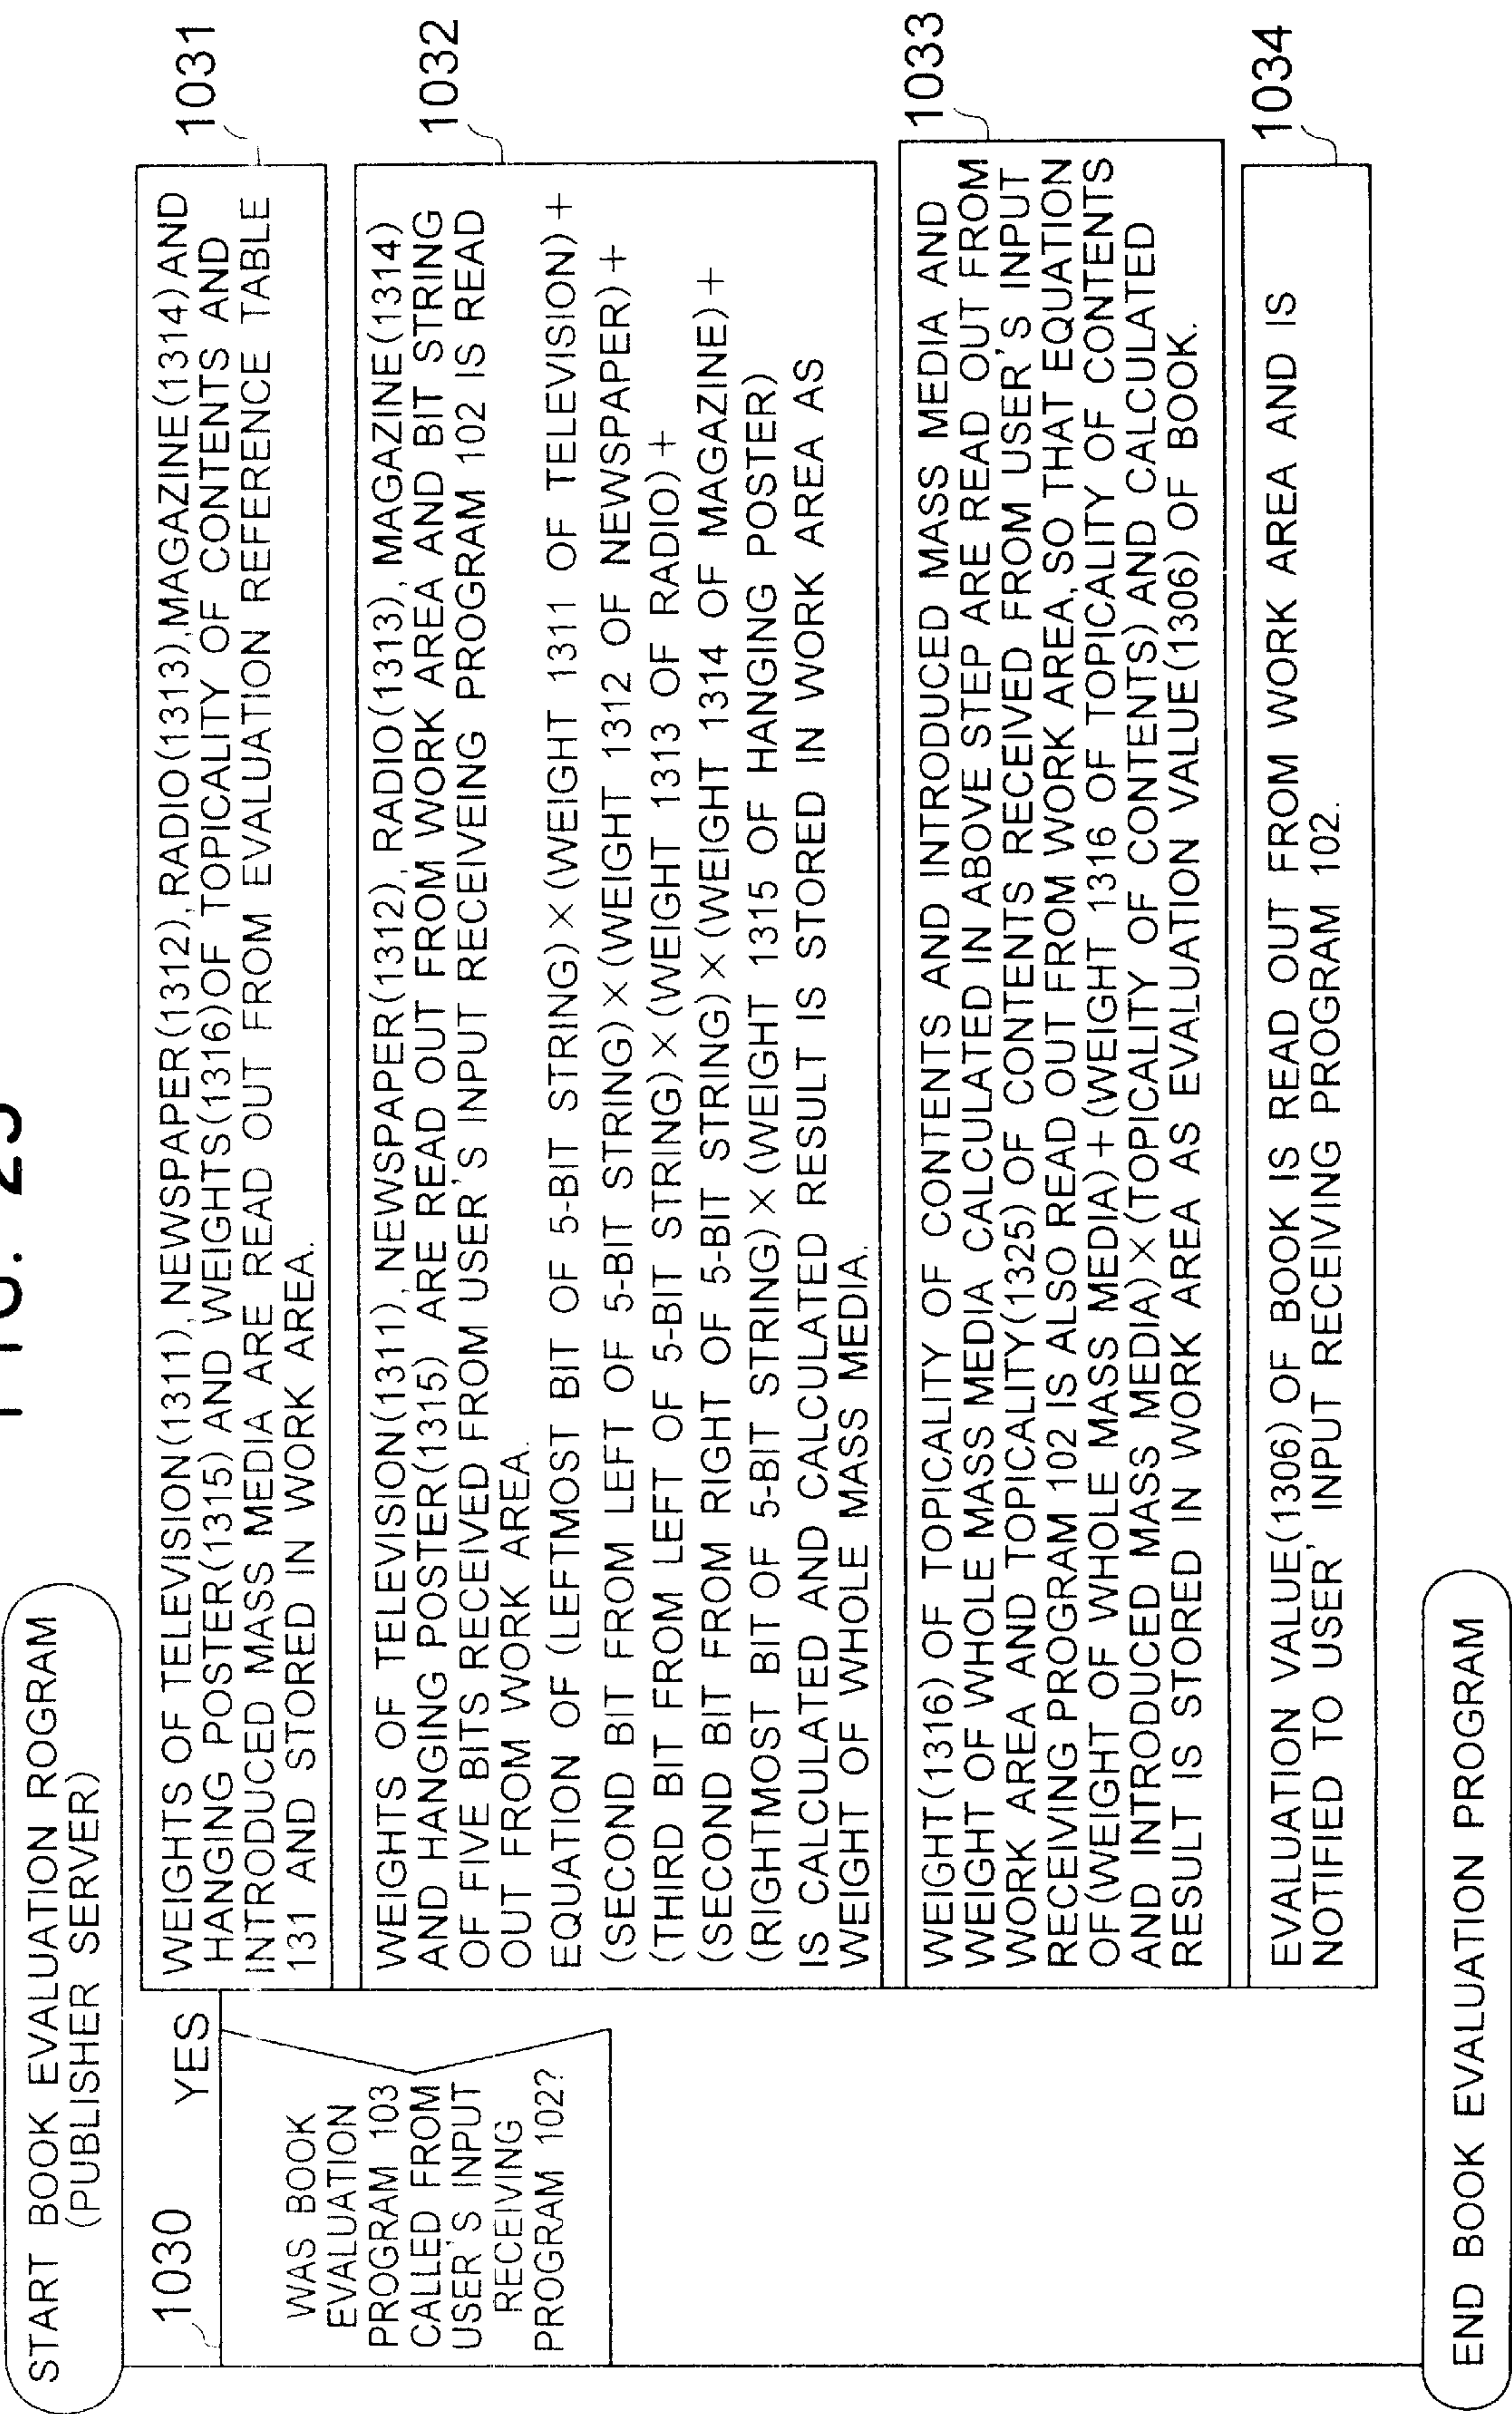 FIG. 23
START BOOK EVALUATION ROGRAM
(PUBLISHER SERVER)
1030
YES
WAS BOOK
EVALUATION
PROGRAM 103
CALLED FROM
USER'S INPUT
RECEIVING
PROGRAM 102?
1031
WEIGHTS OF TELEVISION(1311), NEWSPAPER(1312), RADIO(1313), MAGAZINE(1314) AND
HANGING POSTER(1315) AND WEIGHTS(1316)OF TOPICALITY OF CONTENTS AND
INTRODUCED MASS MEDIA ARE READ OUT FROM EVALUATION REFERENCE TABLE
131 AND STORED IN WORK AREA.
1032
WEIGHTS OF TELEVISION(1311), NEWSPAPER(1312), RADIO(1313), MAGAZINE(1314)
AND HANGING POSTER(1315) ARE READ OUT FROM WORK AREA AND BIT STRING
OF FIVE BITS RECEIVED FROM USER'S INPUT RECEIVEING PROGRAM 102 IS READ
OUT FROM WORK AREA.
EQUATION OF (LEFTMOST BIT OF 5-BIT STRING)×(WEIGHT 1311 OF TELEVISION)+
(SECOND BIT FROM LEFT OF 5-BIT STRING)×(WEIGHT 1312 OF NEWSPAPER)+
(THIRD BIT FROM LEFT OF 5-BIT STRING)×(WEIGHT 1313 OF RADIO)+
(SECOND BIT FROM RIGHT OF 5-BIT STRING)×(WEIGHT 1314 OF MAGAZINE)+
(RIGHTMOST BIT OF 5-BIT STRING)×(WEIGHT 1315 OF HANGING POSTER)
IS CALCULATED AND CALCULATED RESULT IS STORED IN WORK AREA AS
WEIGHT OF WHOLE MASS MEDIA.
1033
WEIGHT(1316) OF TOPICALITY OF CONTENTS AND INTRODUCED MASS MEDIA AND
WEIGHT OF WHOLE MASS MEDIA CALCULATED IN ABOVE STEP ARE READ OUT FROM
WORK AREA AND TOPICALITY(1325) OF CONTENTS RECEIVED FROM USER'S INPUT
RECEIVING PROGRAM 102 IS ALSO READ OUT FROM WORK AREA, SO THAT EQUATION
OF(WEIGHT OF WHOLE MASS MEDIA)+(WEIGHT 1316 OF TOPICALITY OF CONTENTS
AND INTRODUCED MASS MEDIA)×(TOPICALITY OF CONTENTS) AND CALCULATED
RESULT IS STORED IN WORK AREA AS EVALUATION VALUE(1306) OF BOOK.
1034
EVALUATION VALUE(1306) OF BOOK IS READ OUT FROM WORK AREA AND IS
NOTIFIED TO USER' INPUT RECEIVING PROGRAM 102.
END BOOK EVALUATION PROGRAM